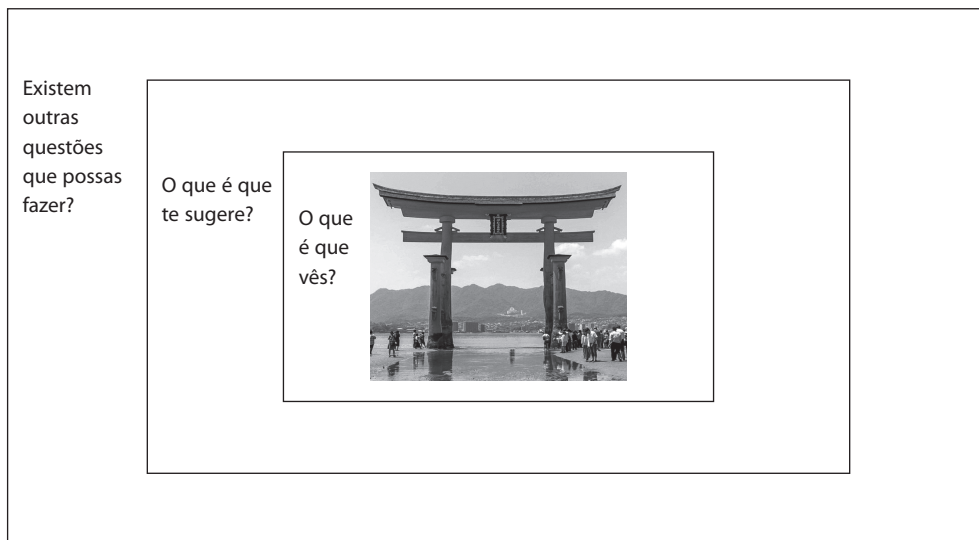 Existem
outras
questões
que possas
fazer?
O que é que
te sugere?
O que
é que
vês?